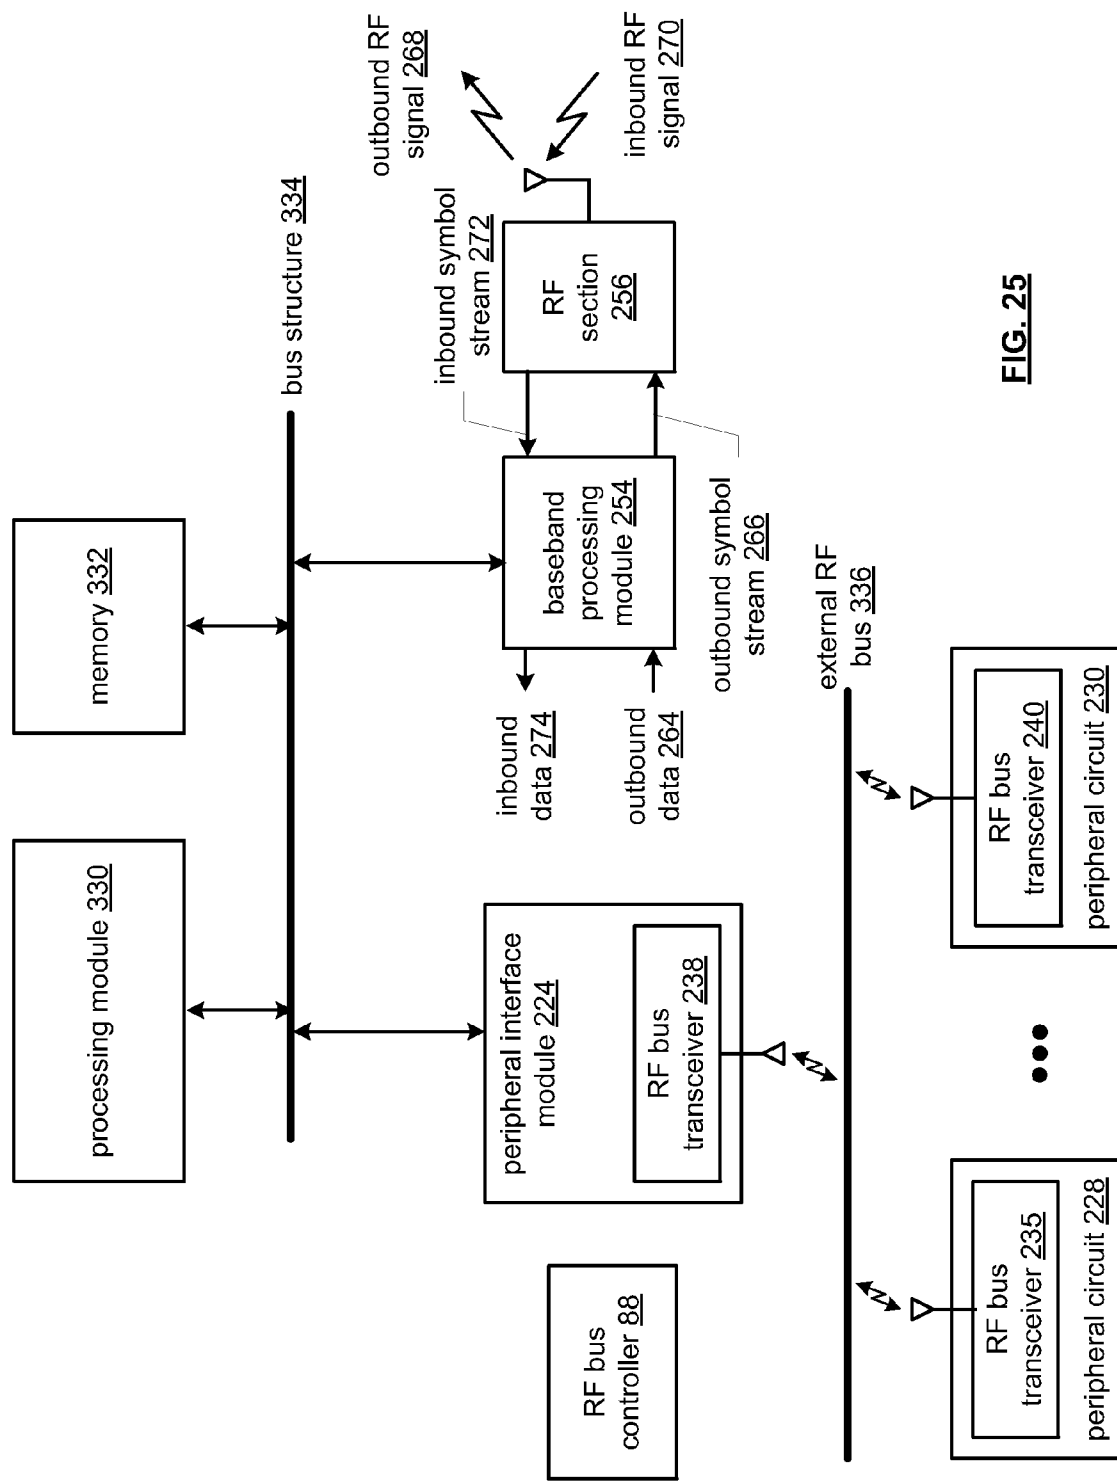 processing module 330
memory 332
bus structure 334
RF bus
controller 88
peripheral interface
module 224
RF bus
transceiver 238
inbound
data 274
outbound
data 264
baseband
processing
module 254
inbound symbol
stream 272
outbound symbol
stream 266
RF
section
256
outbound RF
signal 268
inbound RF
signal 270
external RF
bus 336
RF bus
transceiver 235
peripheral circuit 228
RF bus
transceiver 240
peripheral circuit 230
FIG. 25